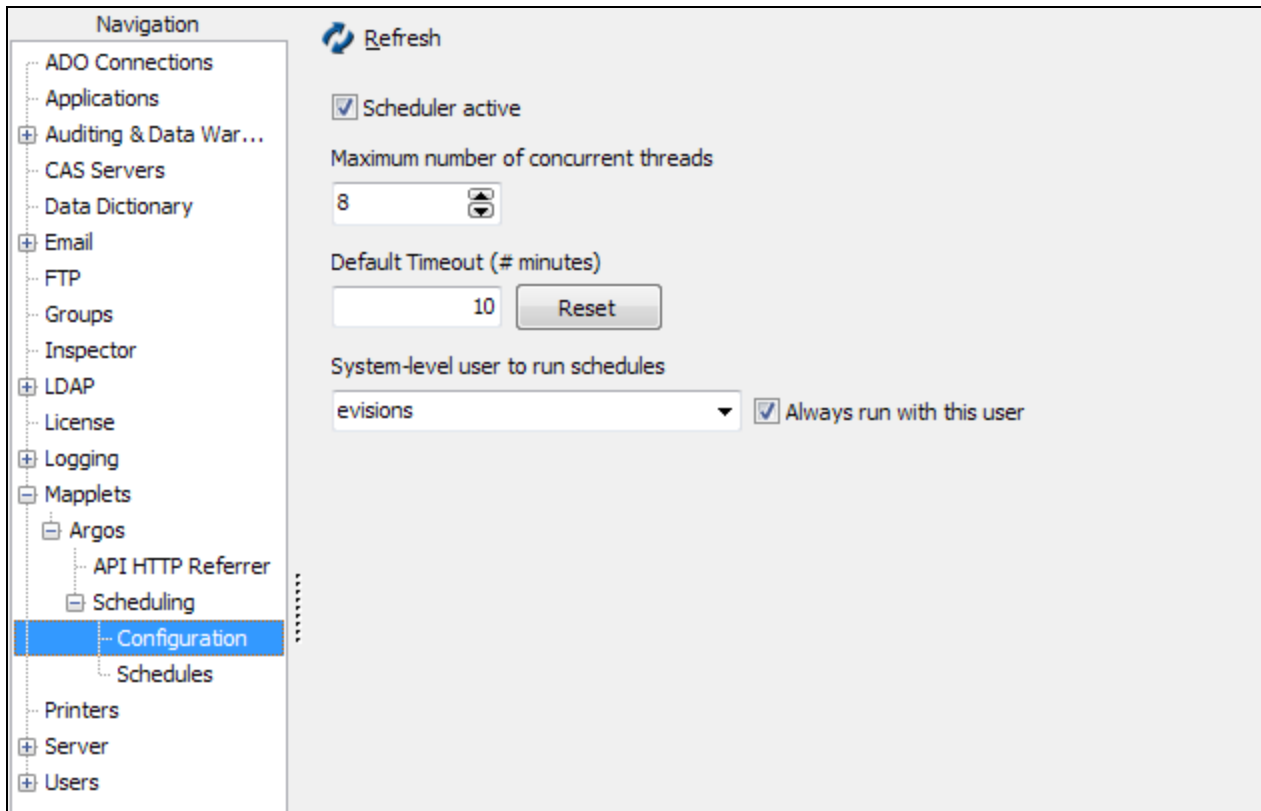 Navigation
ADO Connections
Applications
Auditing & Data War...
CAS Servers
Data Dictionary
Email
FTP
Groups
Inspector
LDAP
License
Logging
Mapplets
Argos
API HTTP Referrer
Scheduling
Configuration
Schedules
Printers
Server
Users
Refresh
Scheduler active
Maximum number of concurrent threads
8
Default Timeout (# minutes)
10 Reset
System-level user to run schedules
evisions Always run with this user